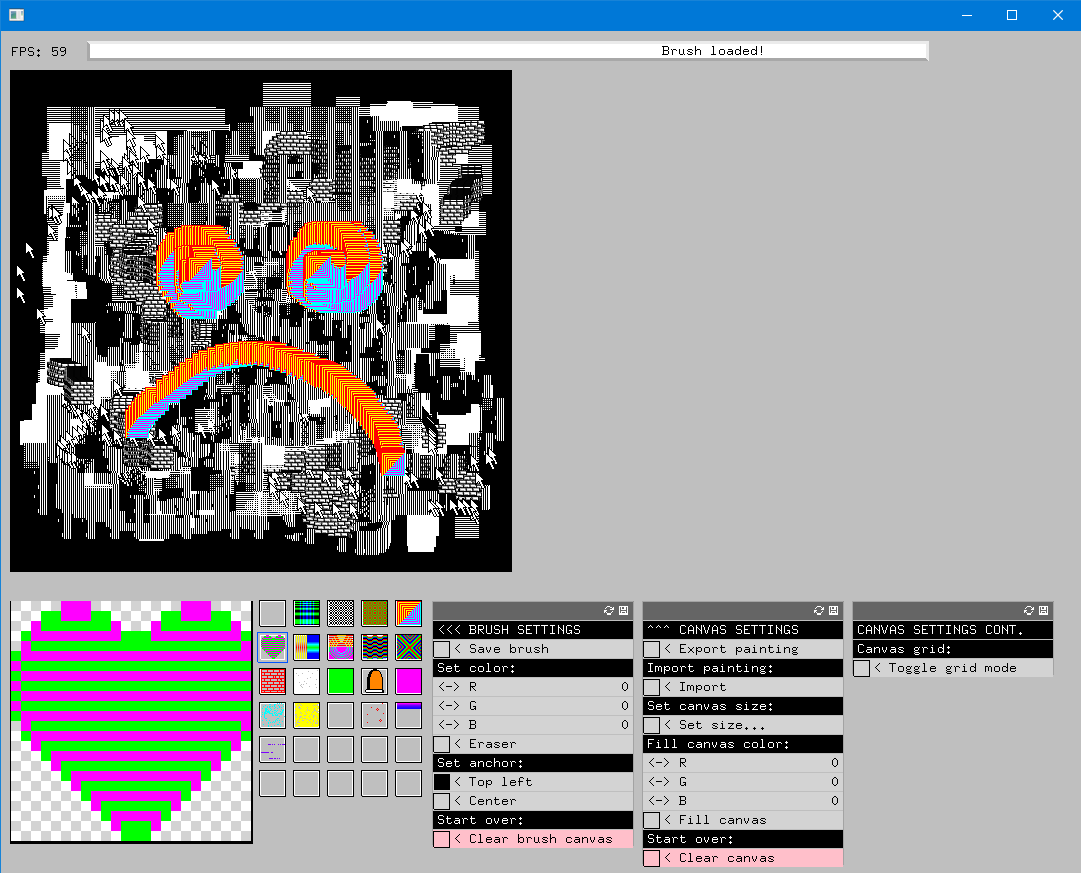 FPS: 59
Brush loaded!
<<< BRUSH SETTINGS
< Save brush
Set color:
<-> R 0
<-> G 0
<-> B 0
< Eraser
Set anchor:
< Top left
< Center
Start over:
< Clear brush canvas
^^^ CANVAS SETTINGS
< Export painting
Import painting:
< Import
Set canvas size:
< Set size...
Fill canvas color:
<-> R 0
<-> G 0
<-> B 0
< Fill canvas
Start over:
< Clear canvas
CANVAS SETTINGS CONT.
Canvas grid:
< Toggle grid mode